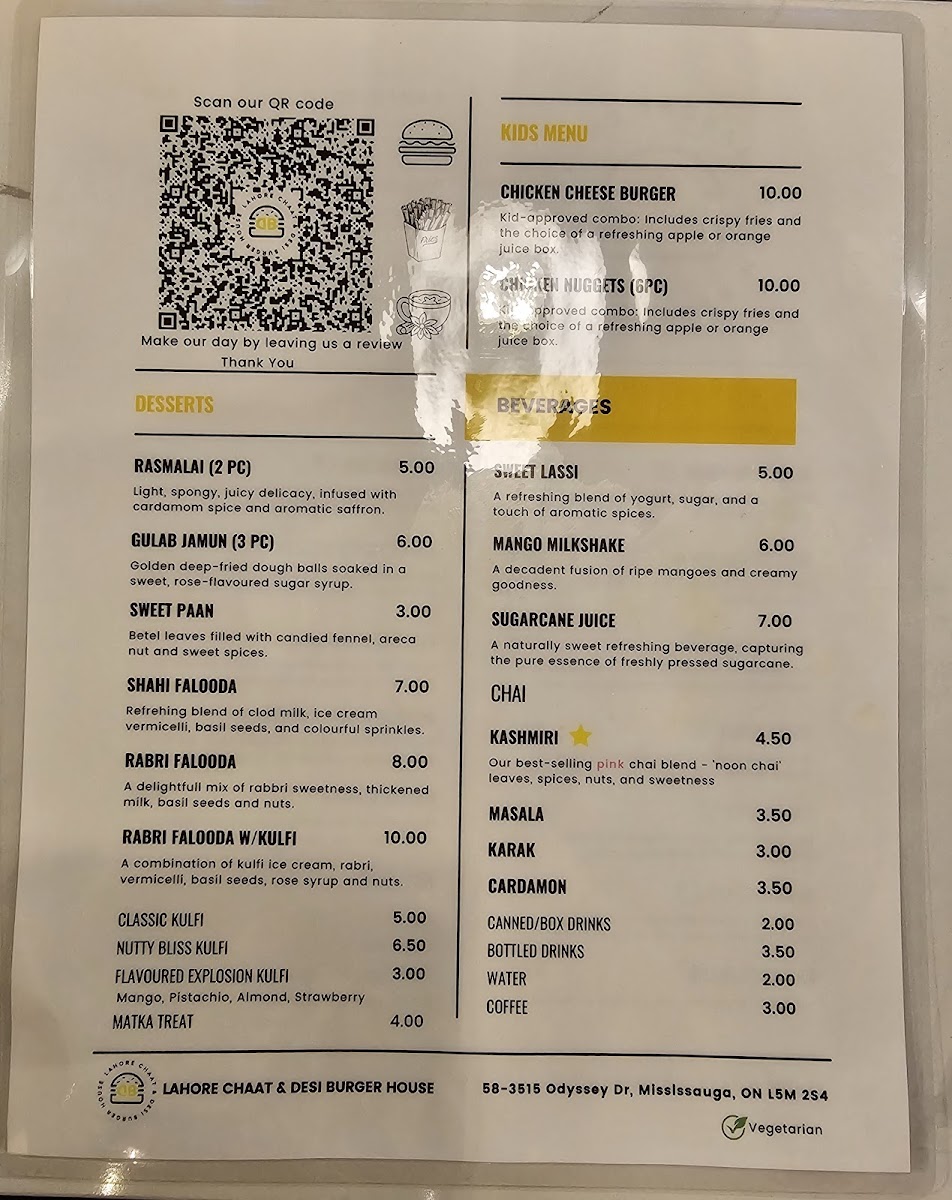 Scan our QR code
LAHORE CHAAT & DESI BURGER HOUSE
DB
Fries
Make our day by leaving us a review
Thank You
DESSERTS
RASMALAI (2 PC) 5.00
Light, spongy, juicy delicacy, infused with
cardamom spice and aromatic saffron.
GULAB JAMUN (3 PC) 6.00
Golden deep-fried dough balls soaked in a
sweet, rose-flavoured sugar syrup.
SWEET PAAN 3.00
Betel leaves filled with candied fennel, areca
nut and sweet spices.
SHAHI FALOODA 7.00
Refrehing blend of clod milk, ice cream
vermicelli, basil seeds, and colourful sprinkles.
RABRI FALOODA 8.00
A delightfull mix of rabbri sweetness, thickened
milk, basil seeds and nuts.
RABRI FALOODA W/KULFI 10.00
A combination of kulfi ice cream, rabri,
vermicelli, basil seeds, rose syrup and nuts.
CLASSIC KULFI 5.00
NUTTY BLISS KULFI 6.50
FLAVOURED EXPLOSION KULFI 3.00
Mango, Pistachio, Almond, Strawberry
MATKA TREAT 4.00
KIDS MENU
CHICKEN CHEESE BURGER 10.00
Kid-approved combo: Includes crispy fries and
the choice of a refreshing apple or orange
juice box.
CHICKEN NUGGETS (6PC) 10.00
Kid-approved combo: Includes crispy fries and
the choice of a refreshing apple or orange
juice box.
BEVERAGES
SWEET LASSI 5.00
A refreshing blend of yogurt, sugar, and a
touch of aromatic spices.
MANGO MILKSHAKE 6.00
A decadent fusion of ripe mangoes and creamy
goodness.
SUGARCANE JUICE 7.00
A naturally sweet refreshing beverage, capturing
the pure essence of freshly pressed sugarcane.
CHAI
KASHMIRI 4.50
Our best-selling pink chai blend - 'noon chai'
leaves, spices, nuts, and sweetness
MASALA 3.50
KARAK 3.00
CARDAMON 3.50
CANNED/BOX DRINKS 2.00
BOTTLED DRINKS 3.50
WATER 2.00
COFFEE 3.00
LAHORE CHAAT & DESI BURGER HOUSE
DB
LAHORE CHAAT & DESI BURGER HOUSE
58-3515 Odyssey Dr, Mississauga, ON L5M 2S4
Vegetarian